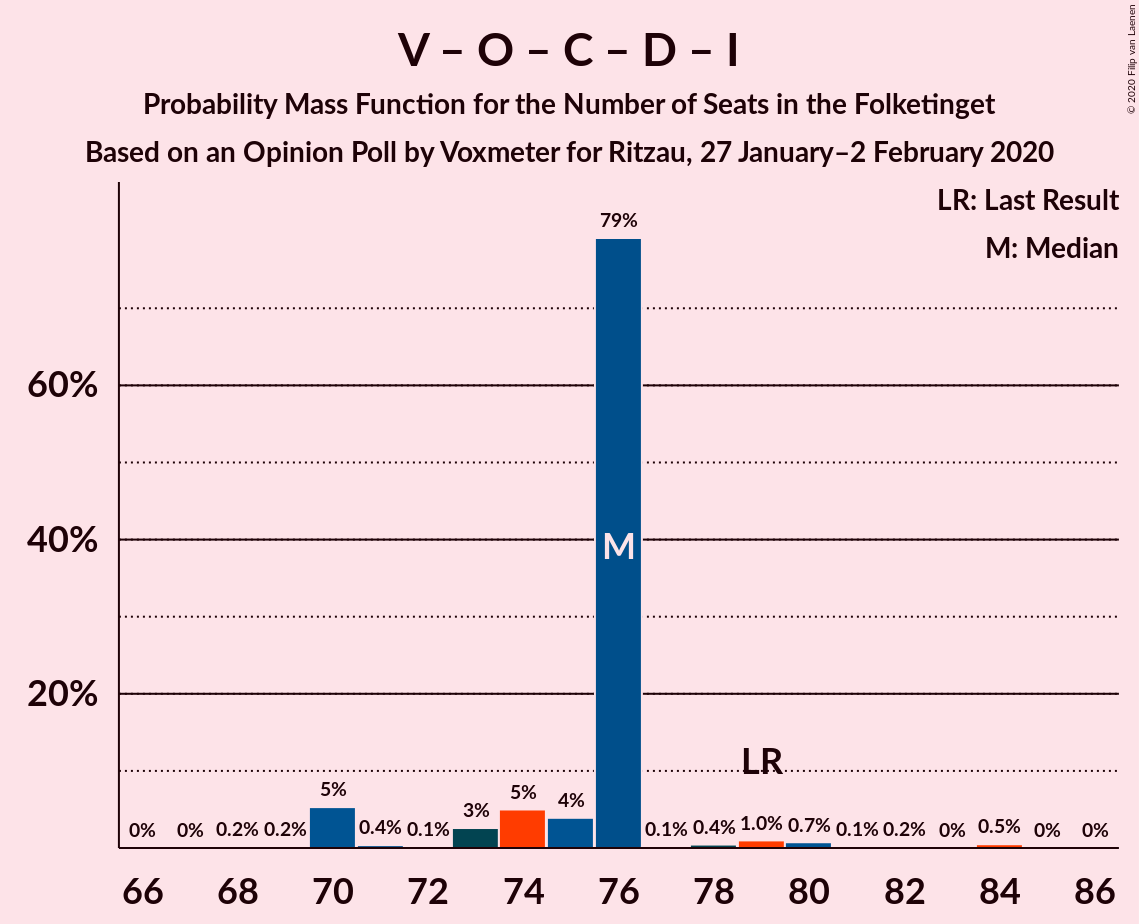 V – O – C – D – I
Probability Mass Function for the Number of Seats in the Folketinget
Based on an Opinion Poll by Voxmeter for Ritzau, 27 January–2 February 2020
© 2020 Filip van Laenen
LR: Last Result
M: Median
60%
40%
20%
0% 0% 0.2% 0.2% 5% 0.4% 0.1% 3% 5% 4% 79% 0.1% 0.4% 1.0% 0.7% 0.1% 0.2% 0% 0.5% 0% 0%
M
LR
66 68 70 72 74 76 78 80 82 84 86